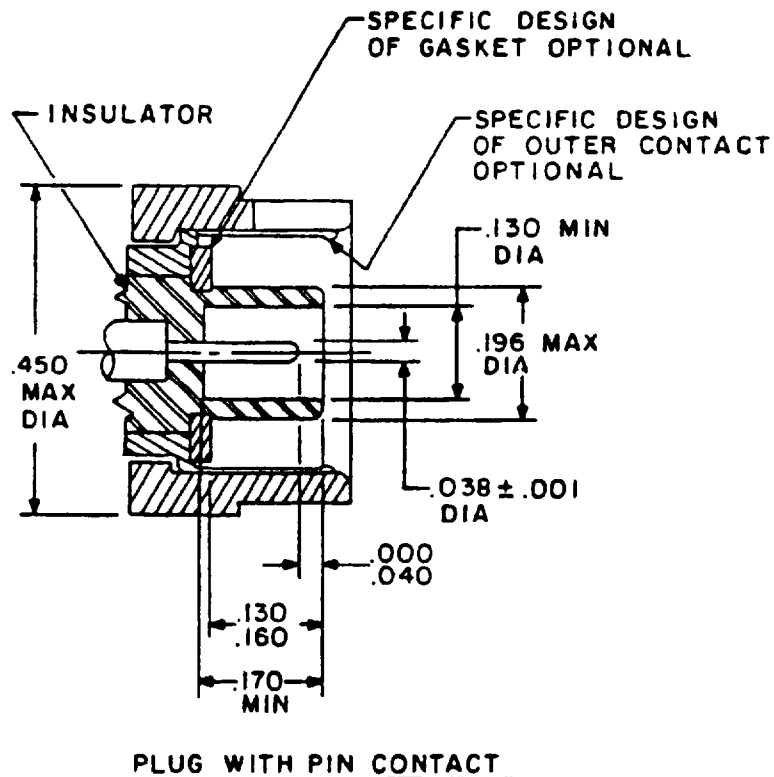 SPECIFIC DESIGN
OF GASKET OPTIONAL
INSULATOR
SPECIFIC DESIGN
OF OUTER CONTACT
OPTIONAL
.130 MIN
DIA
.196 MAX
DIA
.450
MAX
DIA
.038±.001
DIA
.000
.040
.130
.160
.170
MIN
PLUG WITH PIN CONTACT